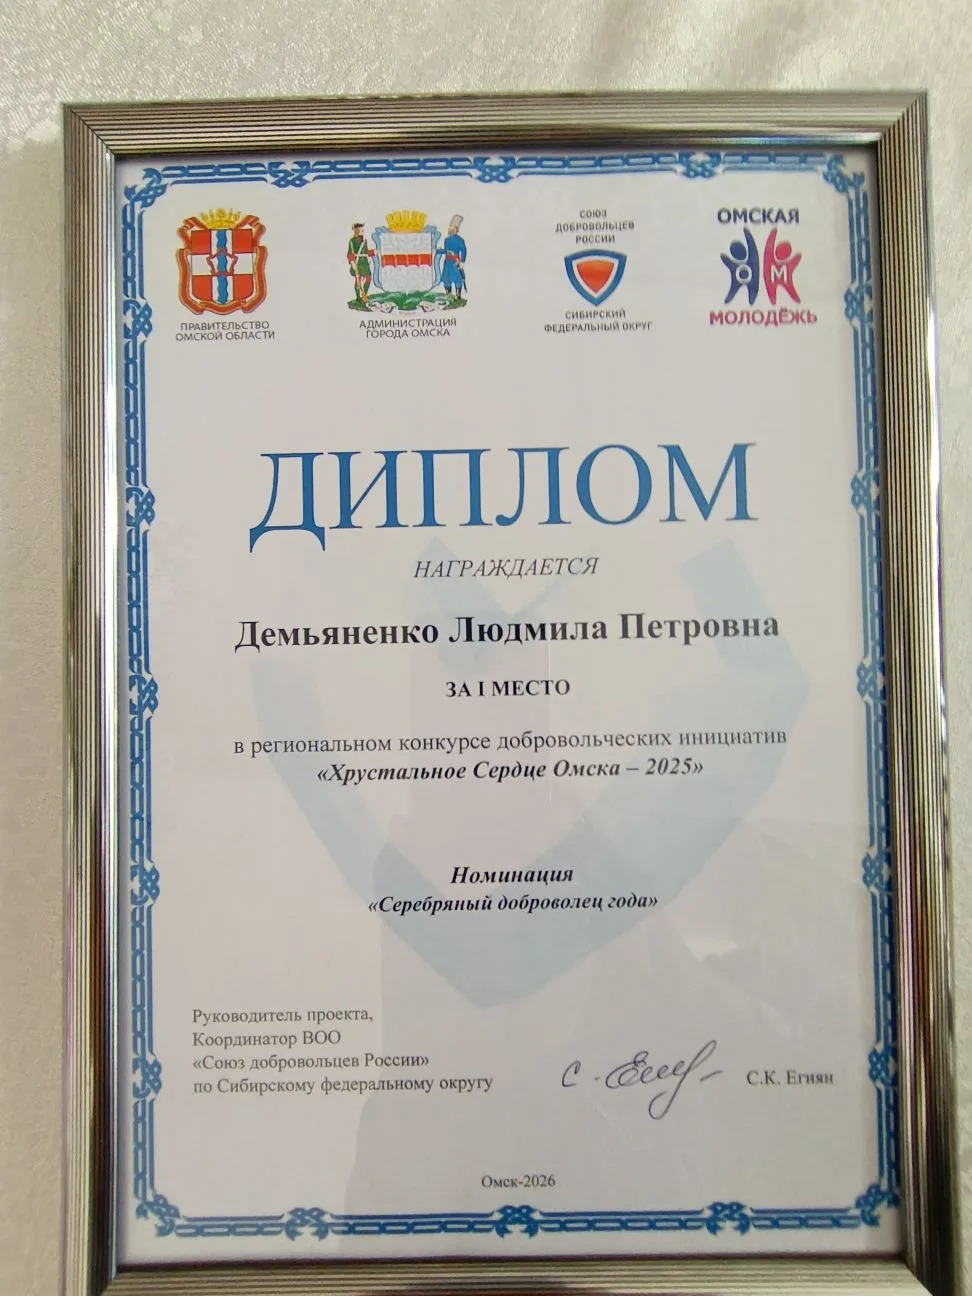 ПРАВИТЕЛЬСТВО
ОМСКОЙ ОБЛАСТИ
АДМИНИСТРАЦИЯ
ГОРОДА ОМСКА
СОЮЗ
ДОБРОВОЛЬЦЕВ
РОССИИ
СИБИРСКИЙ
ФЕДЕРАЛЬНЫЙ ОКРУГ
ОМСКАЯ
О М
МОЛОДЁЖЬ
ДИПЛОМ
НАГРАЖДАЕТСЯ
Демьяненко Людмила Петровна
ЗА I МЕСТО
в региональном конкурсе добровольческих инициатив
«Хрустальное Сердце Омска – 2025»
Номинация
«Серебряный доброволец года»
Руководитель проекта,
Координатор ВОО
«Союз добровольцев России»
по Сибирскому федеральному округу
С.К. Егиян
Омск-2026